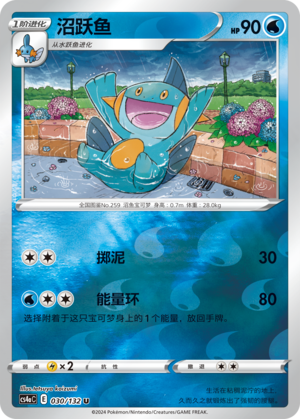 1阶进化 沼跃鱼 HP90
从水跃鱼进化
全国图鉴No.259 沼鱼宝可梦 身高：0.7m 体重：28.0kg
掷泥 30
能量环 80
选择附着于这只宝可梦身上的1个能量，放回手牌。
弱点 ×2 抵抗力 撤退
Illus. tetsuya koizumi
CS4aC E 030/132 U
生活在粘稠泥泞的地上，
©2024 Pokémon/Nintendo/Creatures/GAME FREAK.